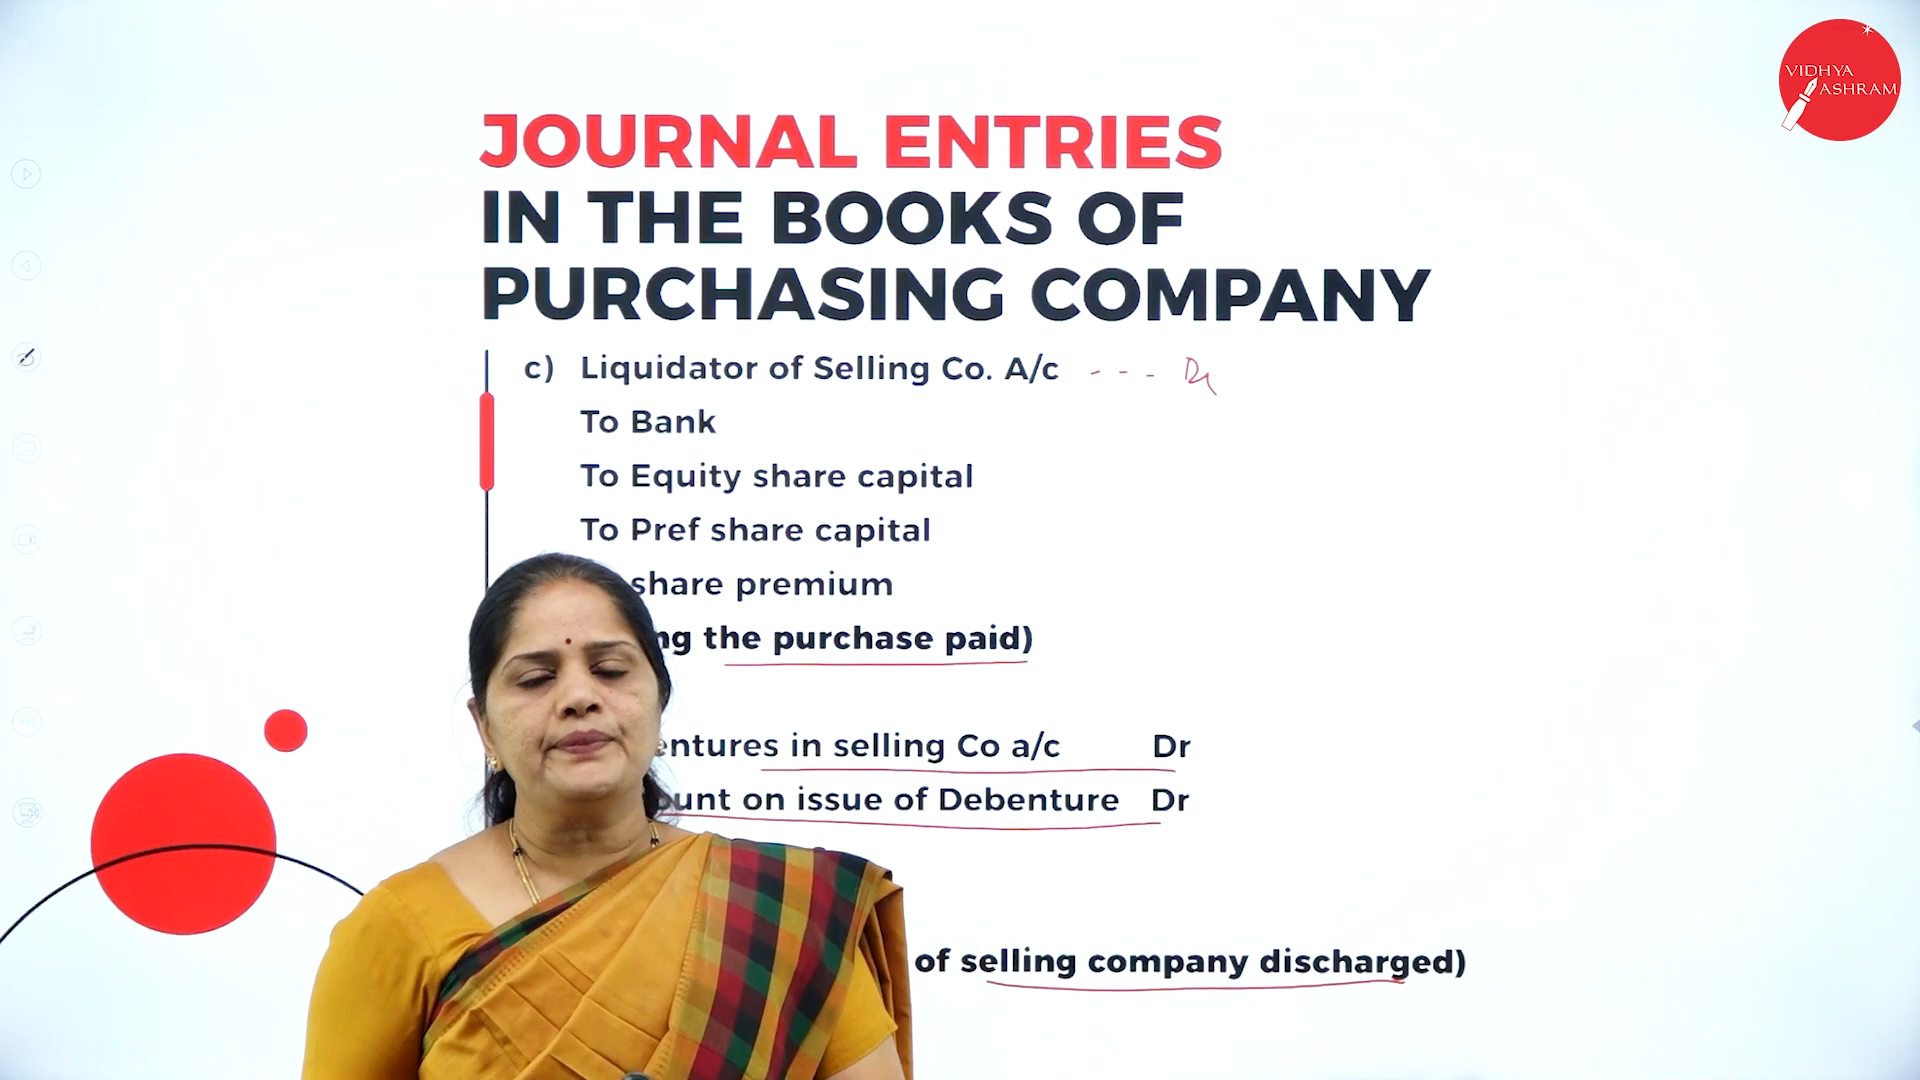 VIDHYA
ASHRAM
JOURNAL ENTRIES
IN THE BOOKS OF
PURCHASING COMPANY
c) Liquidator of Selling Co. A/c - - - Dr
To Bank
To Equity share capital
To Pref share capital
share premium
the purchase paid)
in selling Co a/c Dr
on issue of Debenture Dr
of selling company discharged)